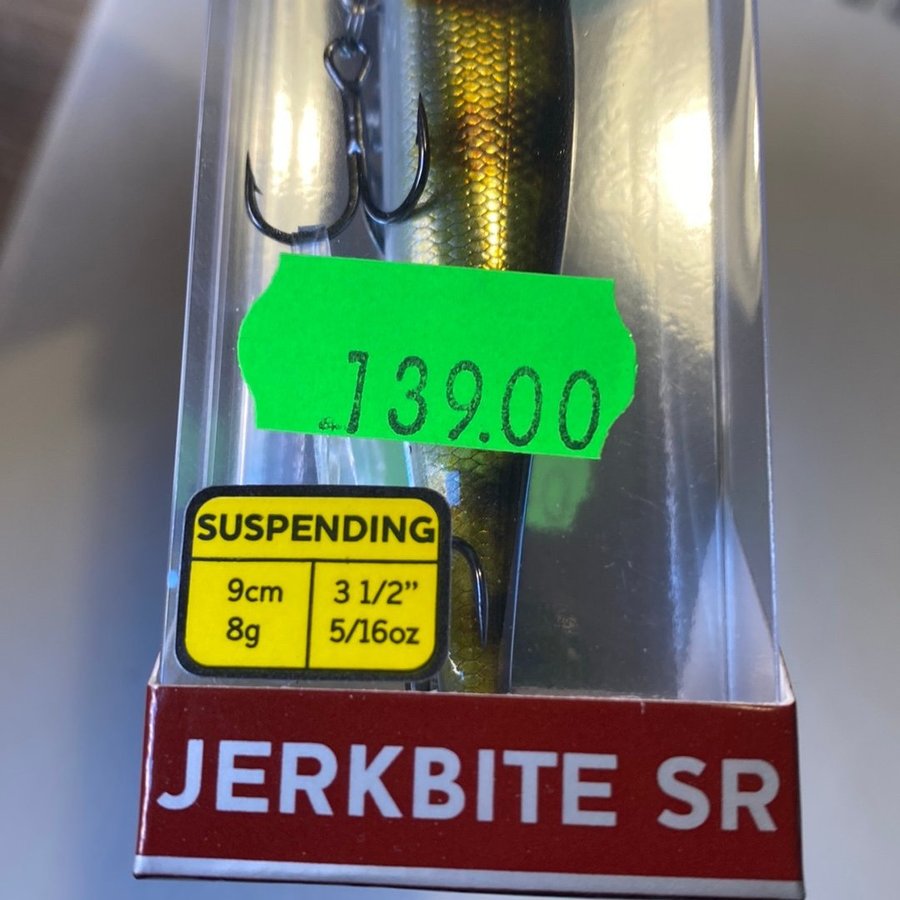 139.00
SUSPENDING
9cm 3 1/2”
8g 5/16oz
JERKBITE SR